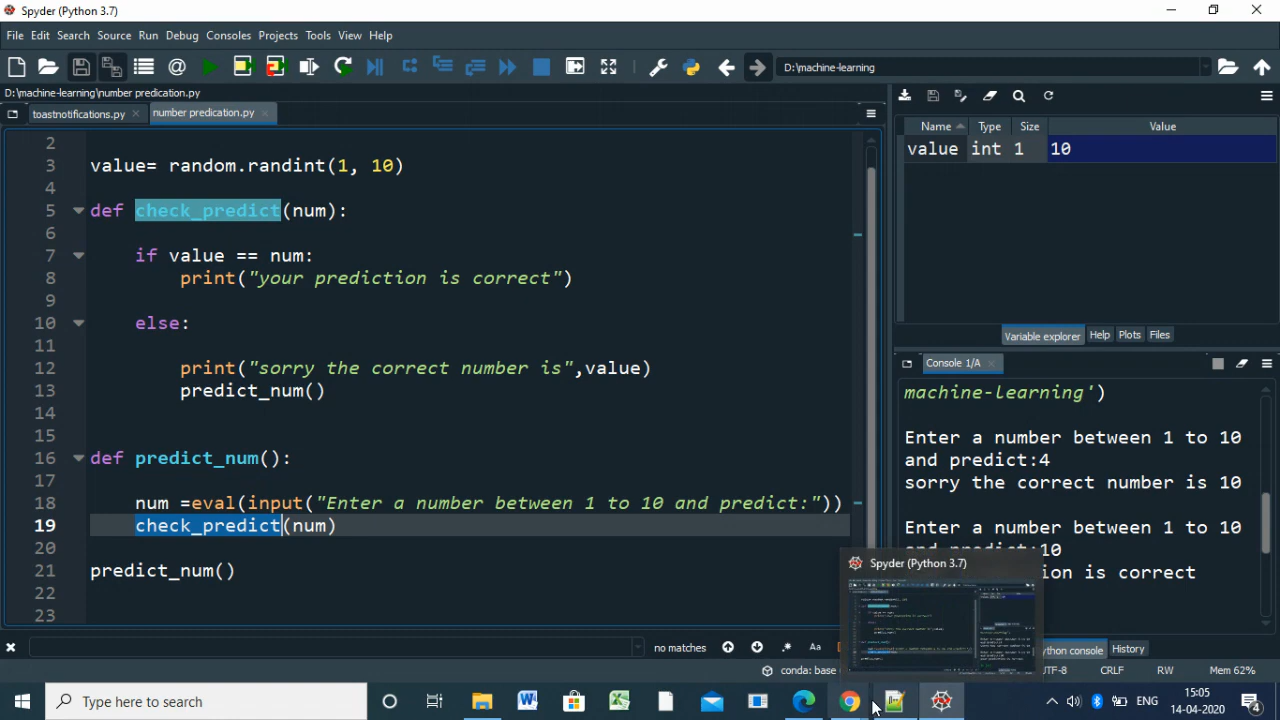 Spyder (Python 3.7)
File Edit Search Source Run Debug Consoles Projects Tools View Help
D:\machine-learning
D:\machine-learning\number predication.py
toastnotifications.py
number predication.py
2
3 value= random.randint(1, 10)
4
5 def check_predict(num):
6
7 if value == num:
8 print("your prediction is correct")
9
10 else:
11
12 print("sorry the correct number is",value)
13 predict_num()
14
15
16 def predict_num():
17
18 num =eval(input("Enter a number between 1 to 10 and predict:"))
19 check_predict(num)
20
21 predict_num()
22
23
no matches
Aa
Name Type Size Value
value int 1 10
Variable explorer Help Plots Files
Console 1/A
machine-learning')
Enter a number between 1 to 10
and predict:4
sorry the correct number is 10
Enter a number between 1 to 10
predict:10
ion is correct
Spyder (Python 3.7)
ython console History
conda: base
UTF-8 CRLF RW Mem 62%
Type here to search
ENG
15:05
14-04-2020
4